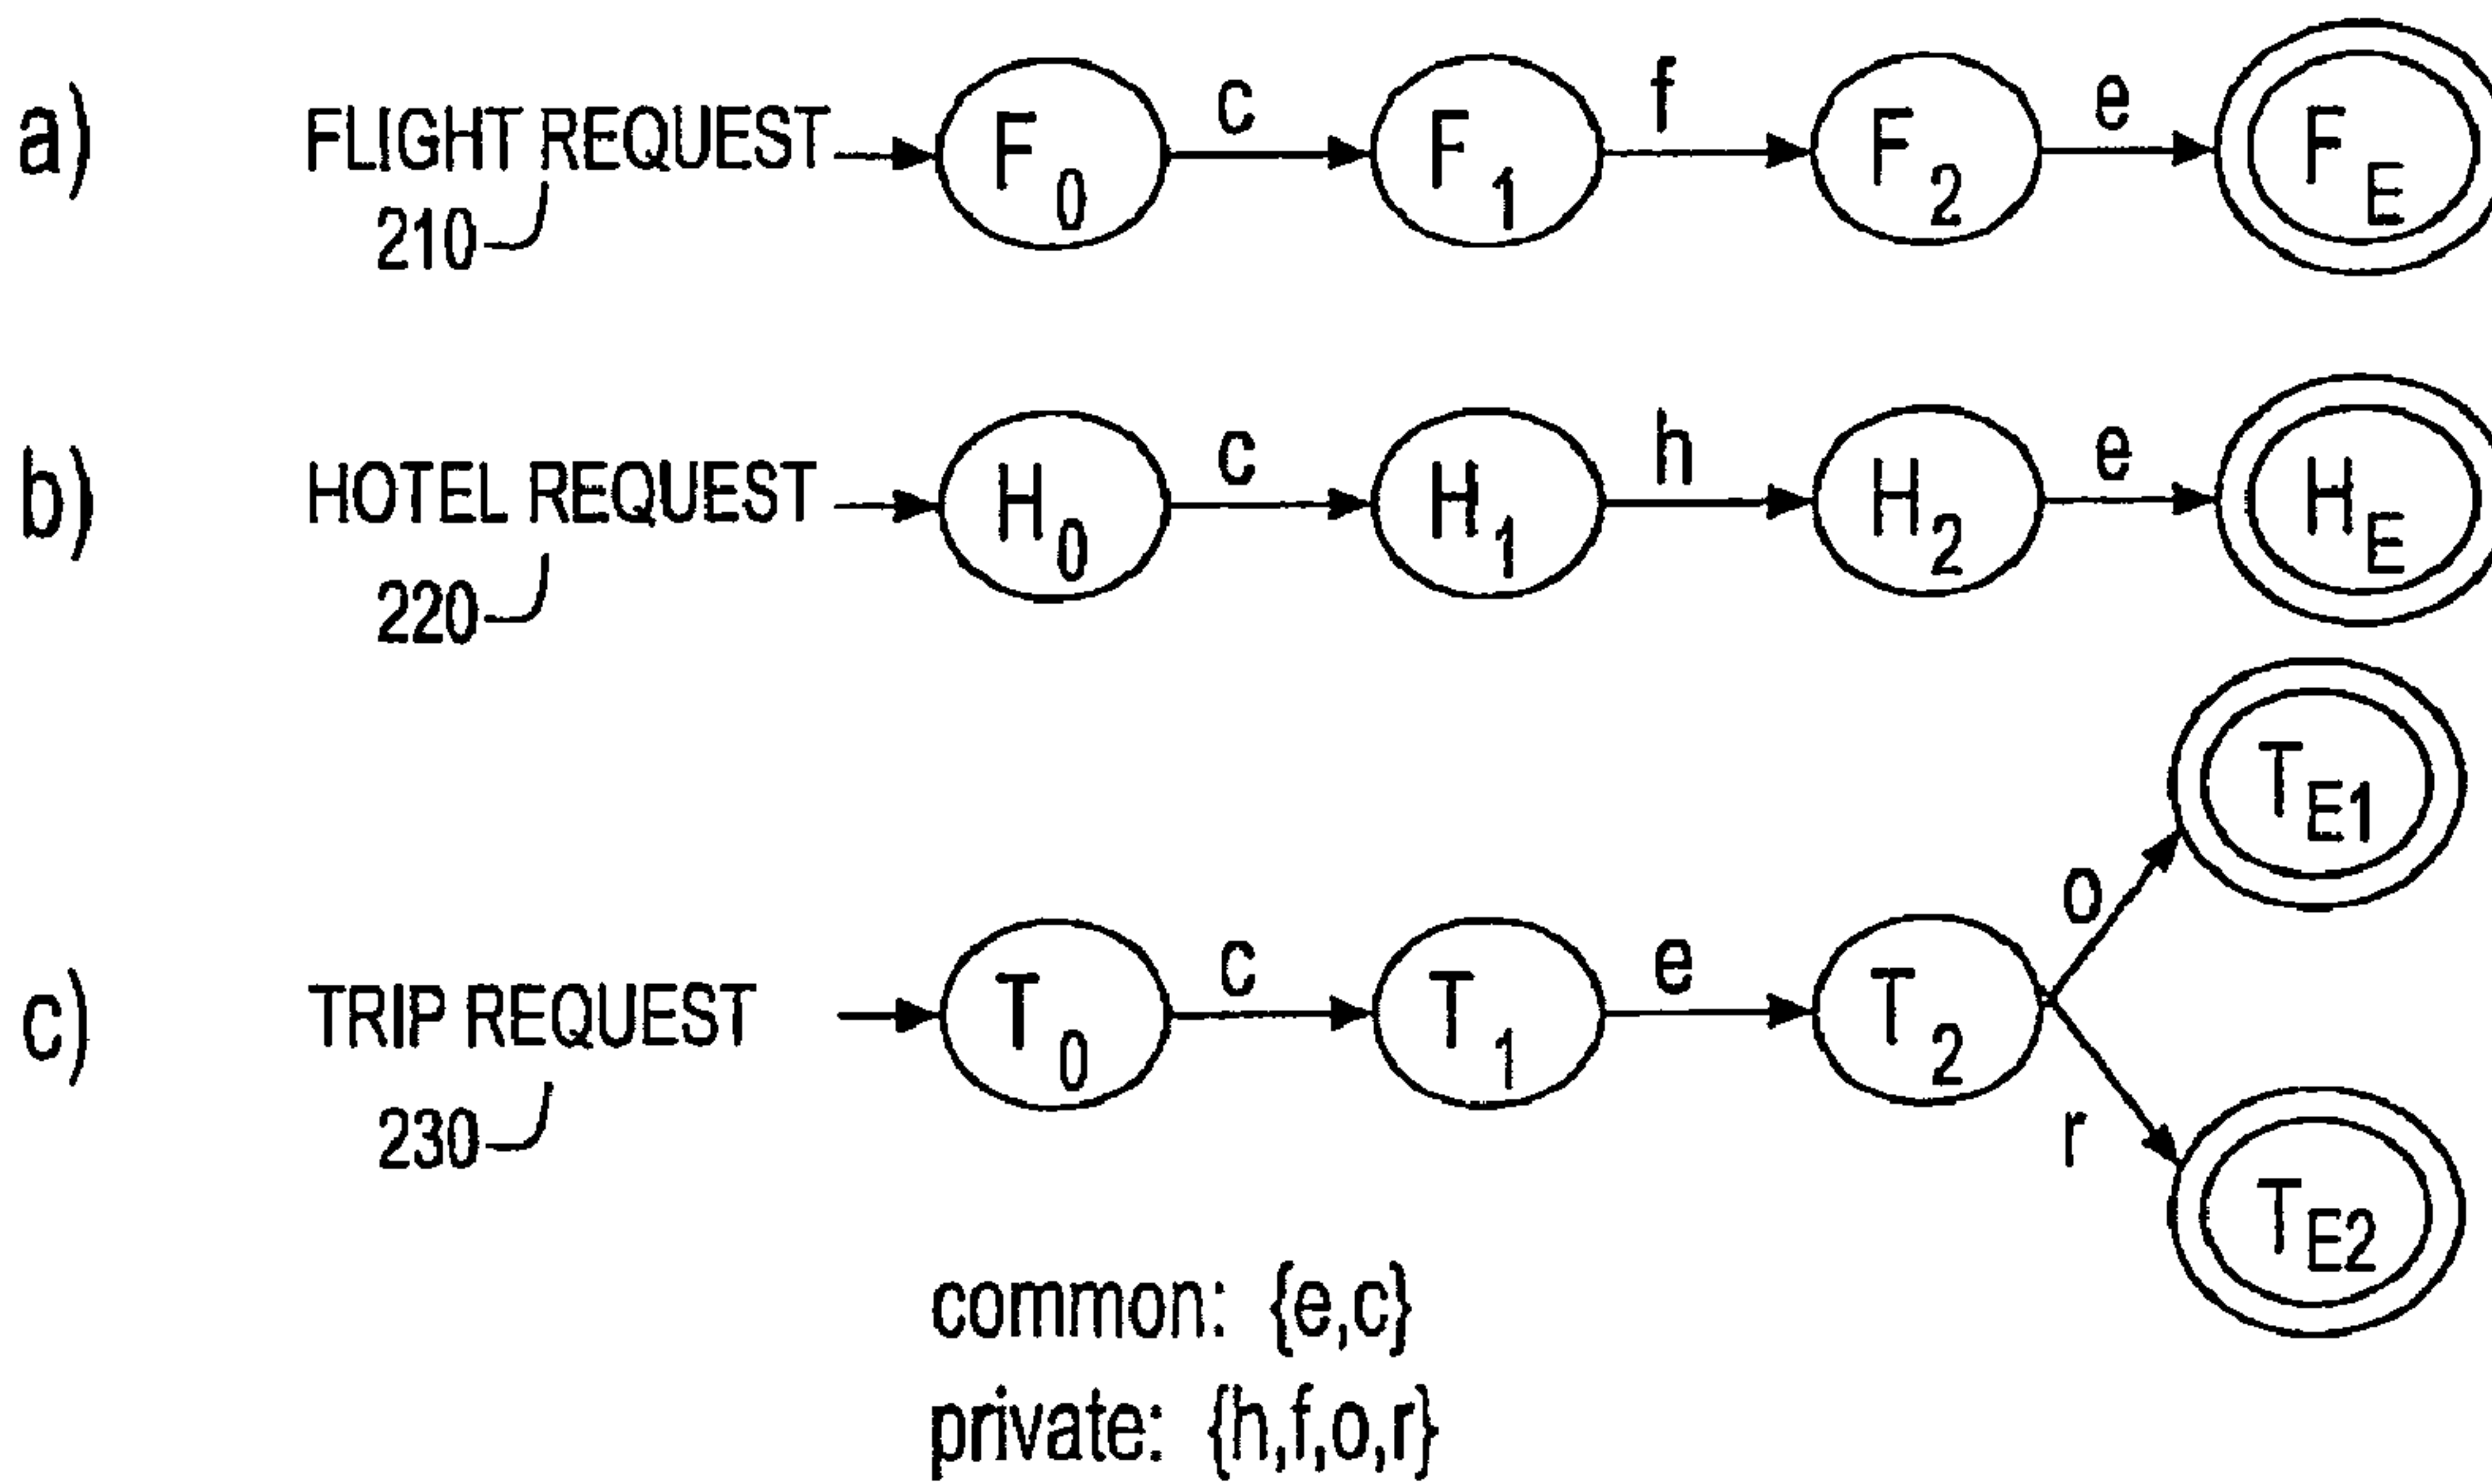 a) FLIGHT REQUEST F0 c F1 f F2 e FE
210
b) HOTEL REQUEST H0 c H1 h H2 e HE
220
TE1
o
c) TRIP REQUEST T0 c T1 e T2
230
r
TE2
common: {e,c}
private: {h,f,o,r}